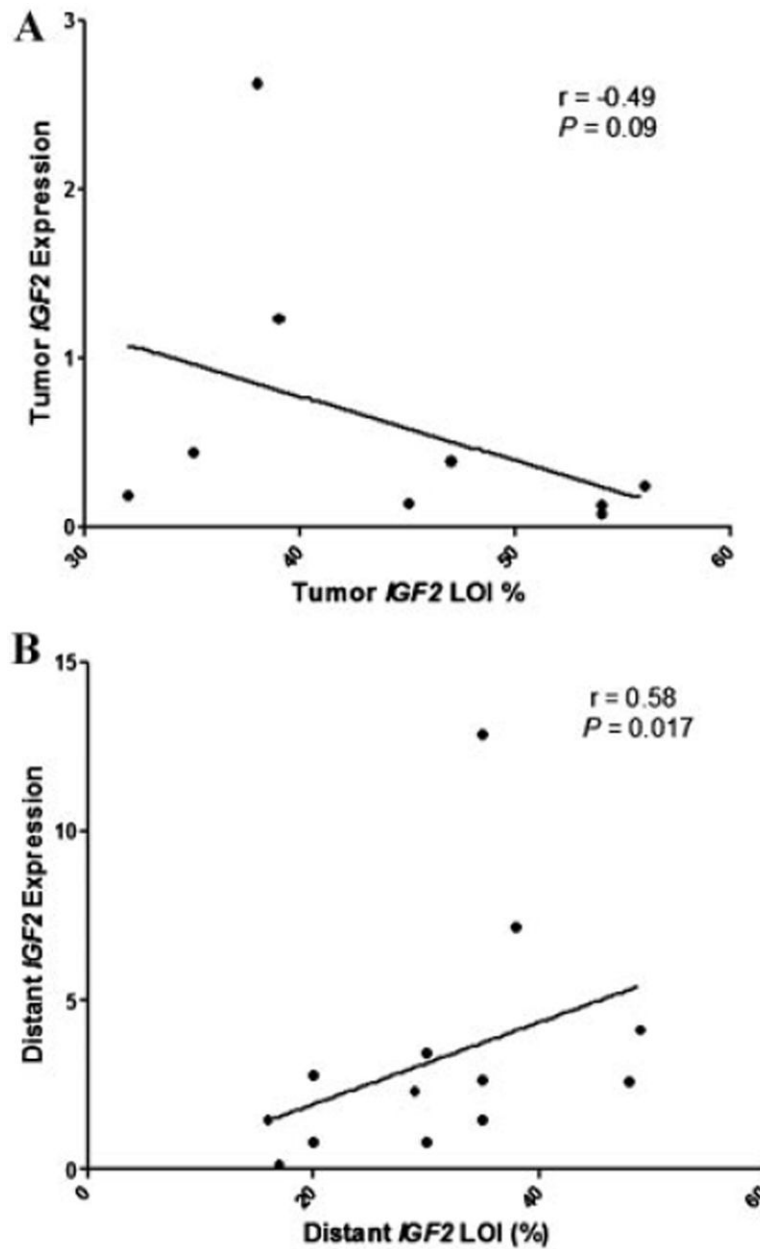 A
3
r = -0.49
P = 0.09
2
Tumor IGF2 Expression
1
0
30
40
50
60
Tumor IGF2 LOI %
B
15
r = 0.58
P = 0.017
10
Distant IGF2 Expression
5
0
0
20
40
60
Distant IGF2 LOI (%)